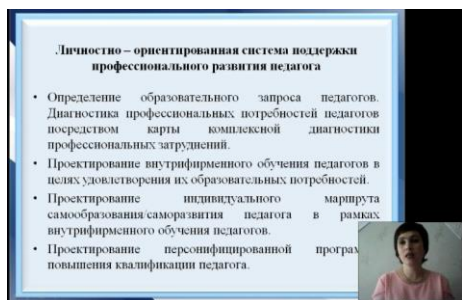 Личностно – ориентированная система поддержки
профессионального развития педагога
• Определение образовательного запроса педагогов.
Диагностика профессиональных потребностей педагогов
посредством карты комплексной диагностики
профессиональных затруднений.
• Проектирование внутрифирменного обучения педагогов в
целях удовлетворения их образовательных потребностей.
• Проектирование индивидуального маршрута
самообразования/саморазвития педагога в рамках
внутрифирменного обучения педагогов.
• Проектирование персонифицированной
повышения квалификации педагога.